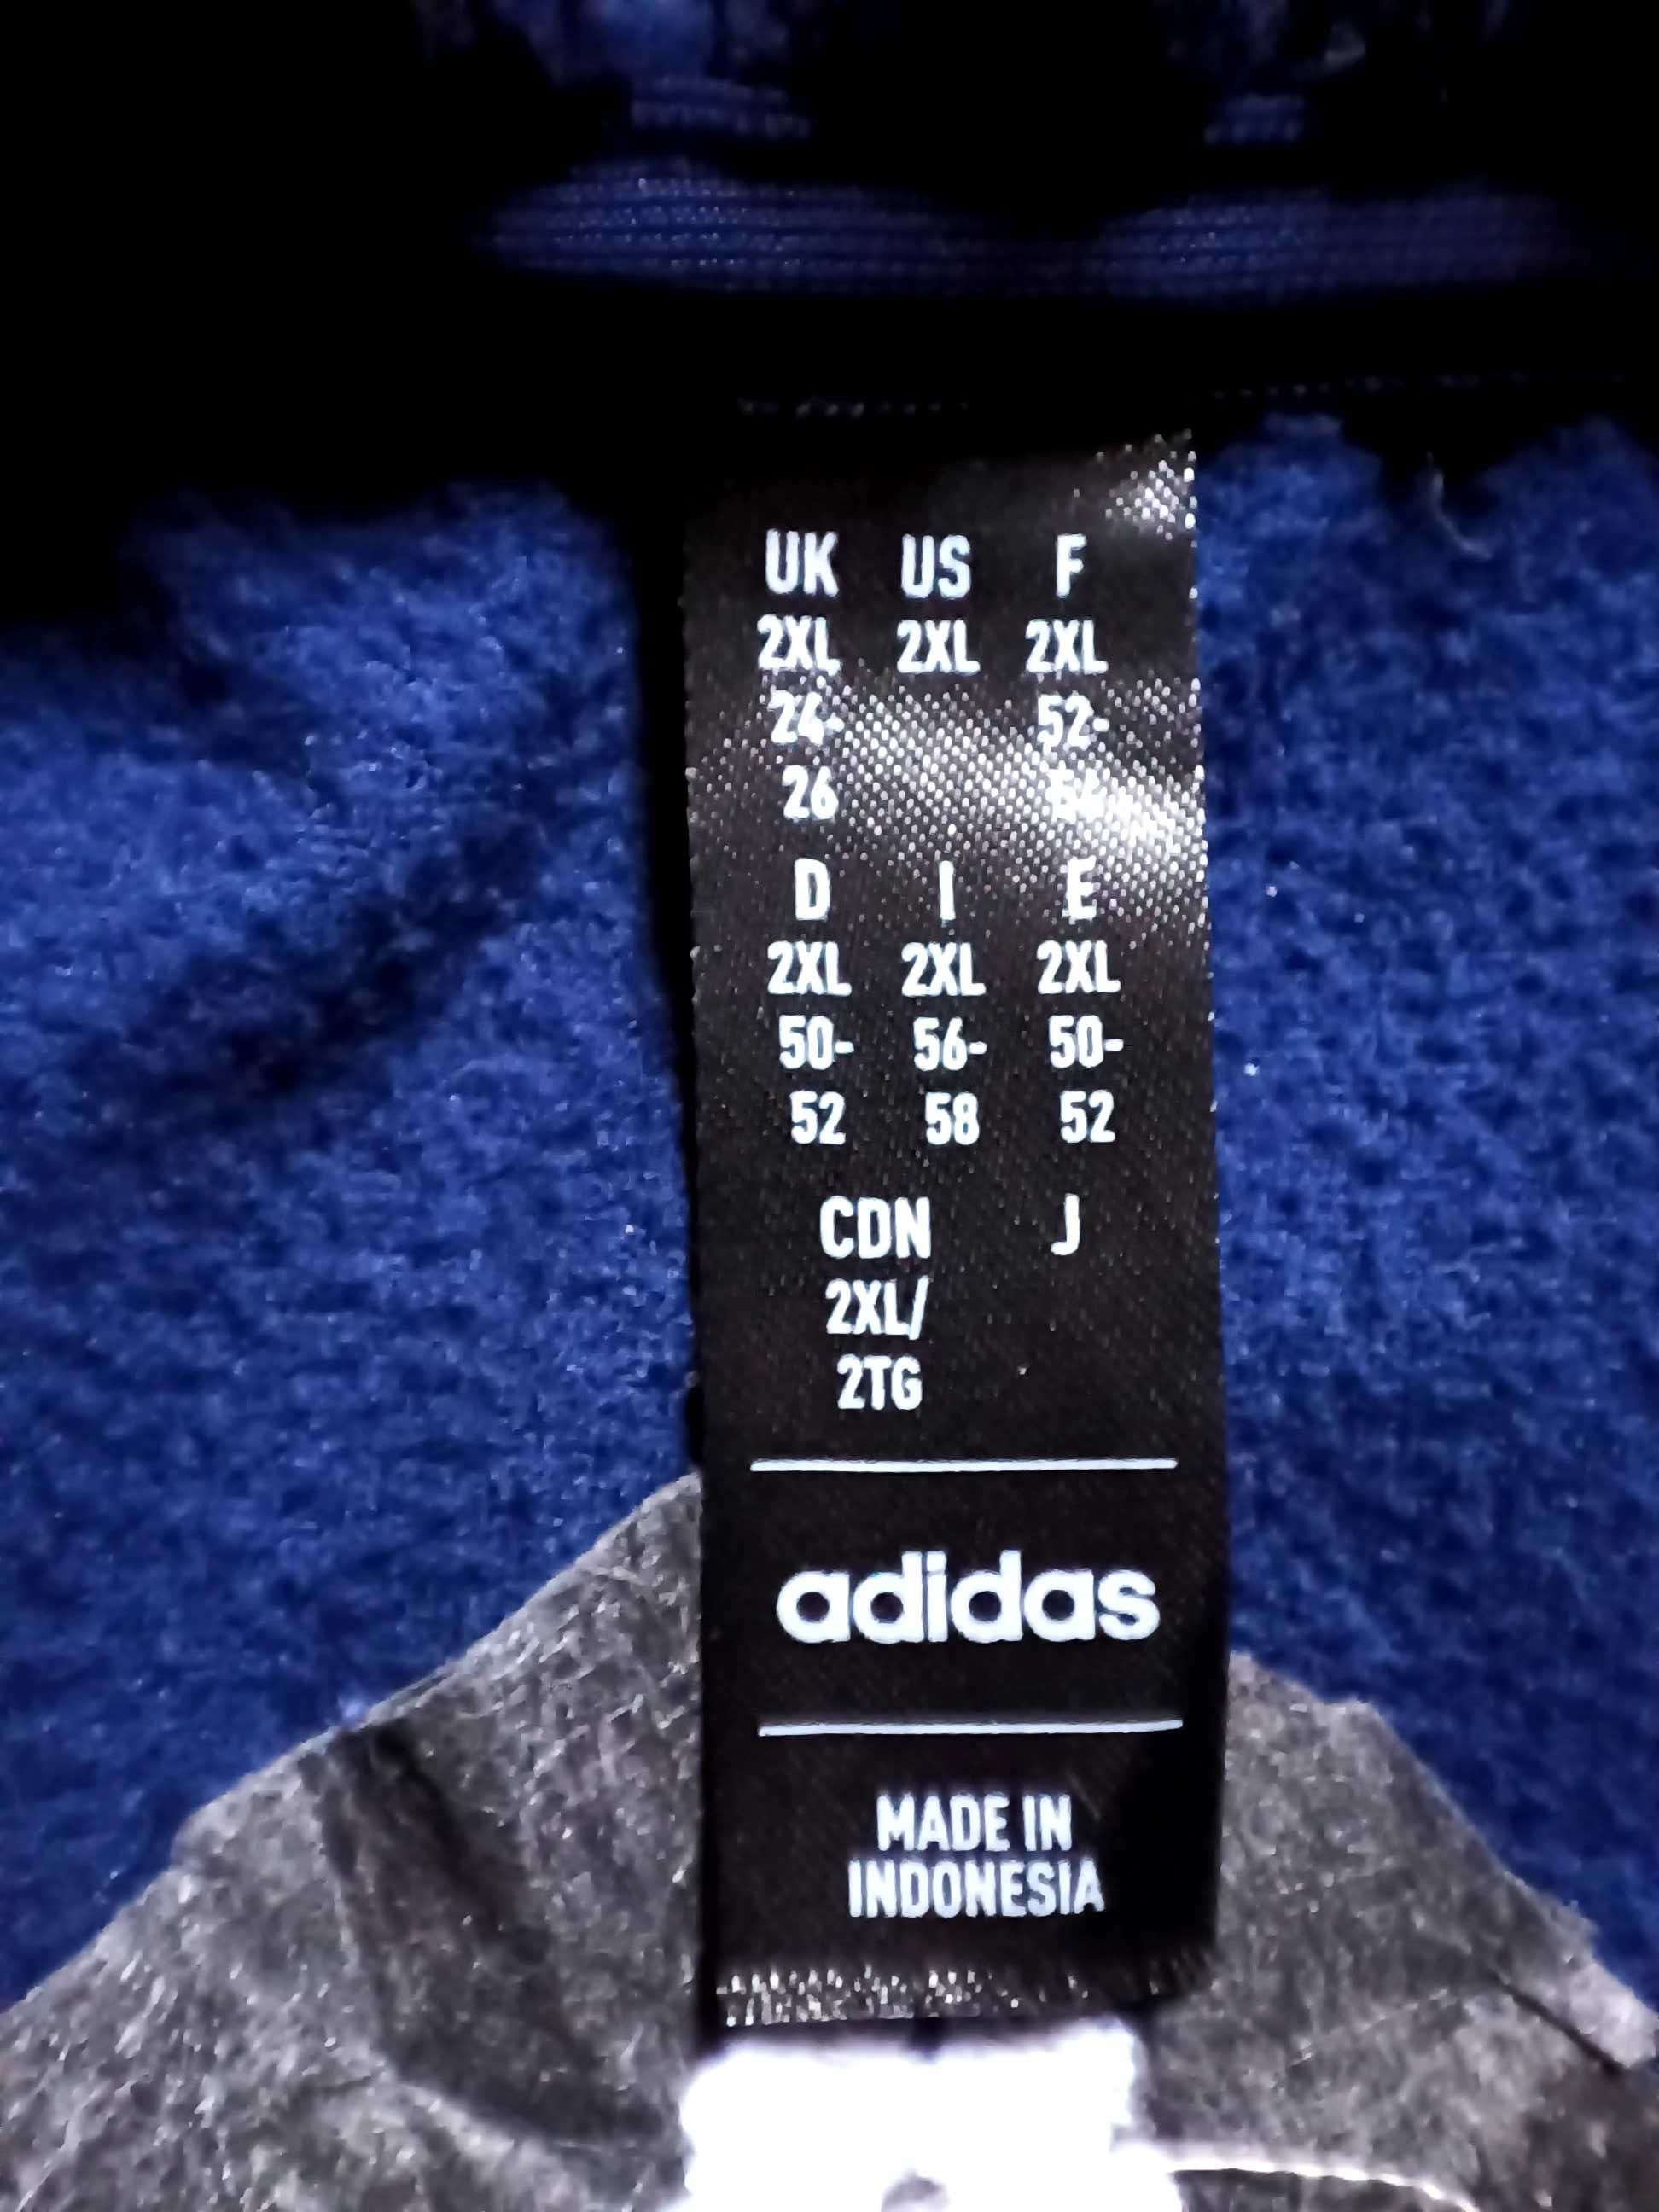 UK US F
2XL 2XL 2XL
24- 52-
26 54
D I E
2XL 2XL 2XL
50- 56- 50-
52 58 52
CDN J
2XL/
2TG
adidas
MADE IN
INDONESIA